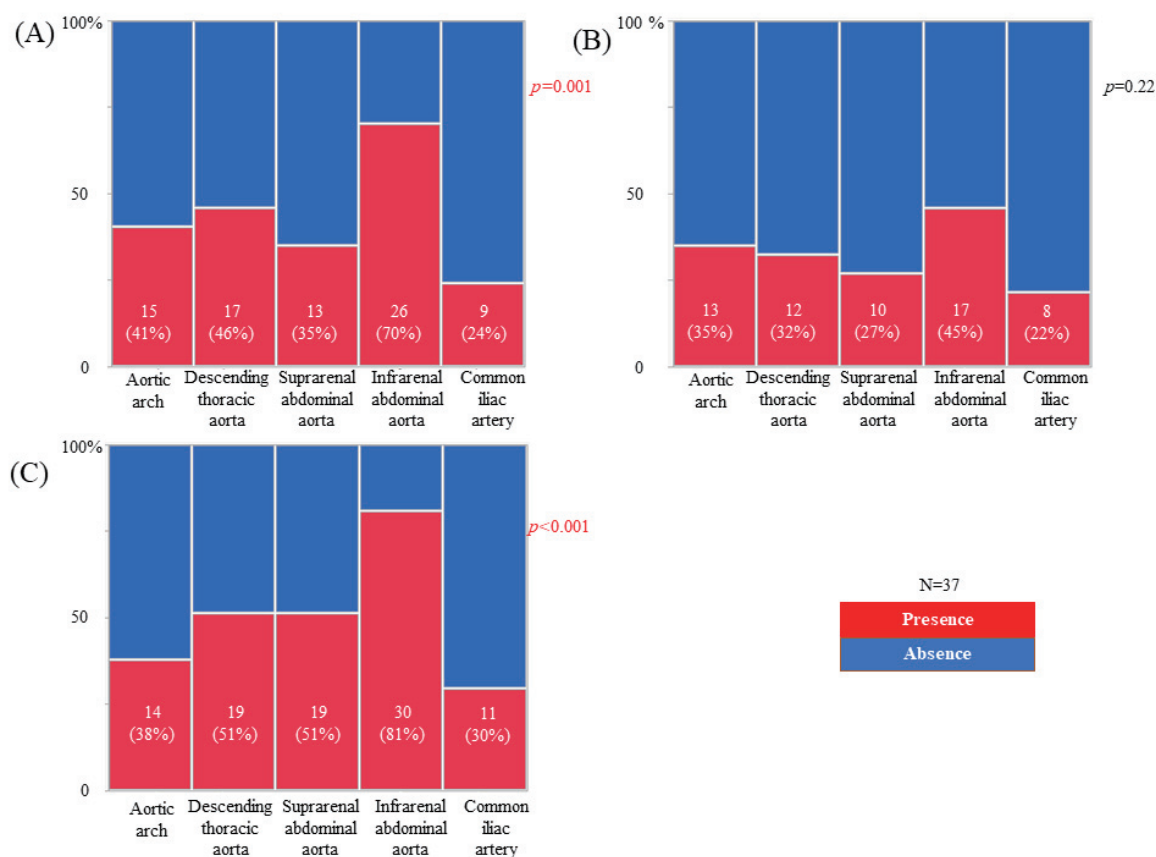 (A)
100%
50
0
p=0.001
15
(41%)
17
(46%)
13
(35%)
26
(70%)
9
(24%)
Aortic
arch
Descending
thoracic
aorta
Suprarenal
abdominal
aorta
Infrarenal
abdominal
aorta
Common
iliac
artery
(B)
100 %
50
0
p=0.22
13
(35%)
12
(32%)
10
(27%)
17
(45%)
8
(22%)
Aortic
arch
Descending
thoracic
aorta
Suprarenal
abdominal
aorta
Infrarenal
abdominal
aorta
Common
iliac
artery
(C)
100%
50
0
p<0.001
14
(38%)
19
(51%)
19
(51%)
30
(81%)
11
(30%)
Aortic
arch
Descending
thoracic
aorta
Suprarenal
abdominal
aorta
Infrarenal
abdominal
aorta
Common
iliac
artery
N=37
Presence
Absence